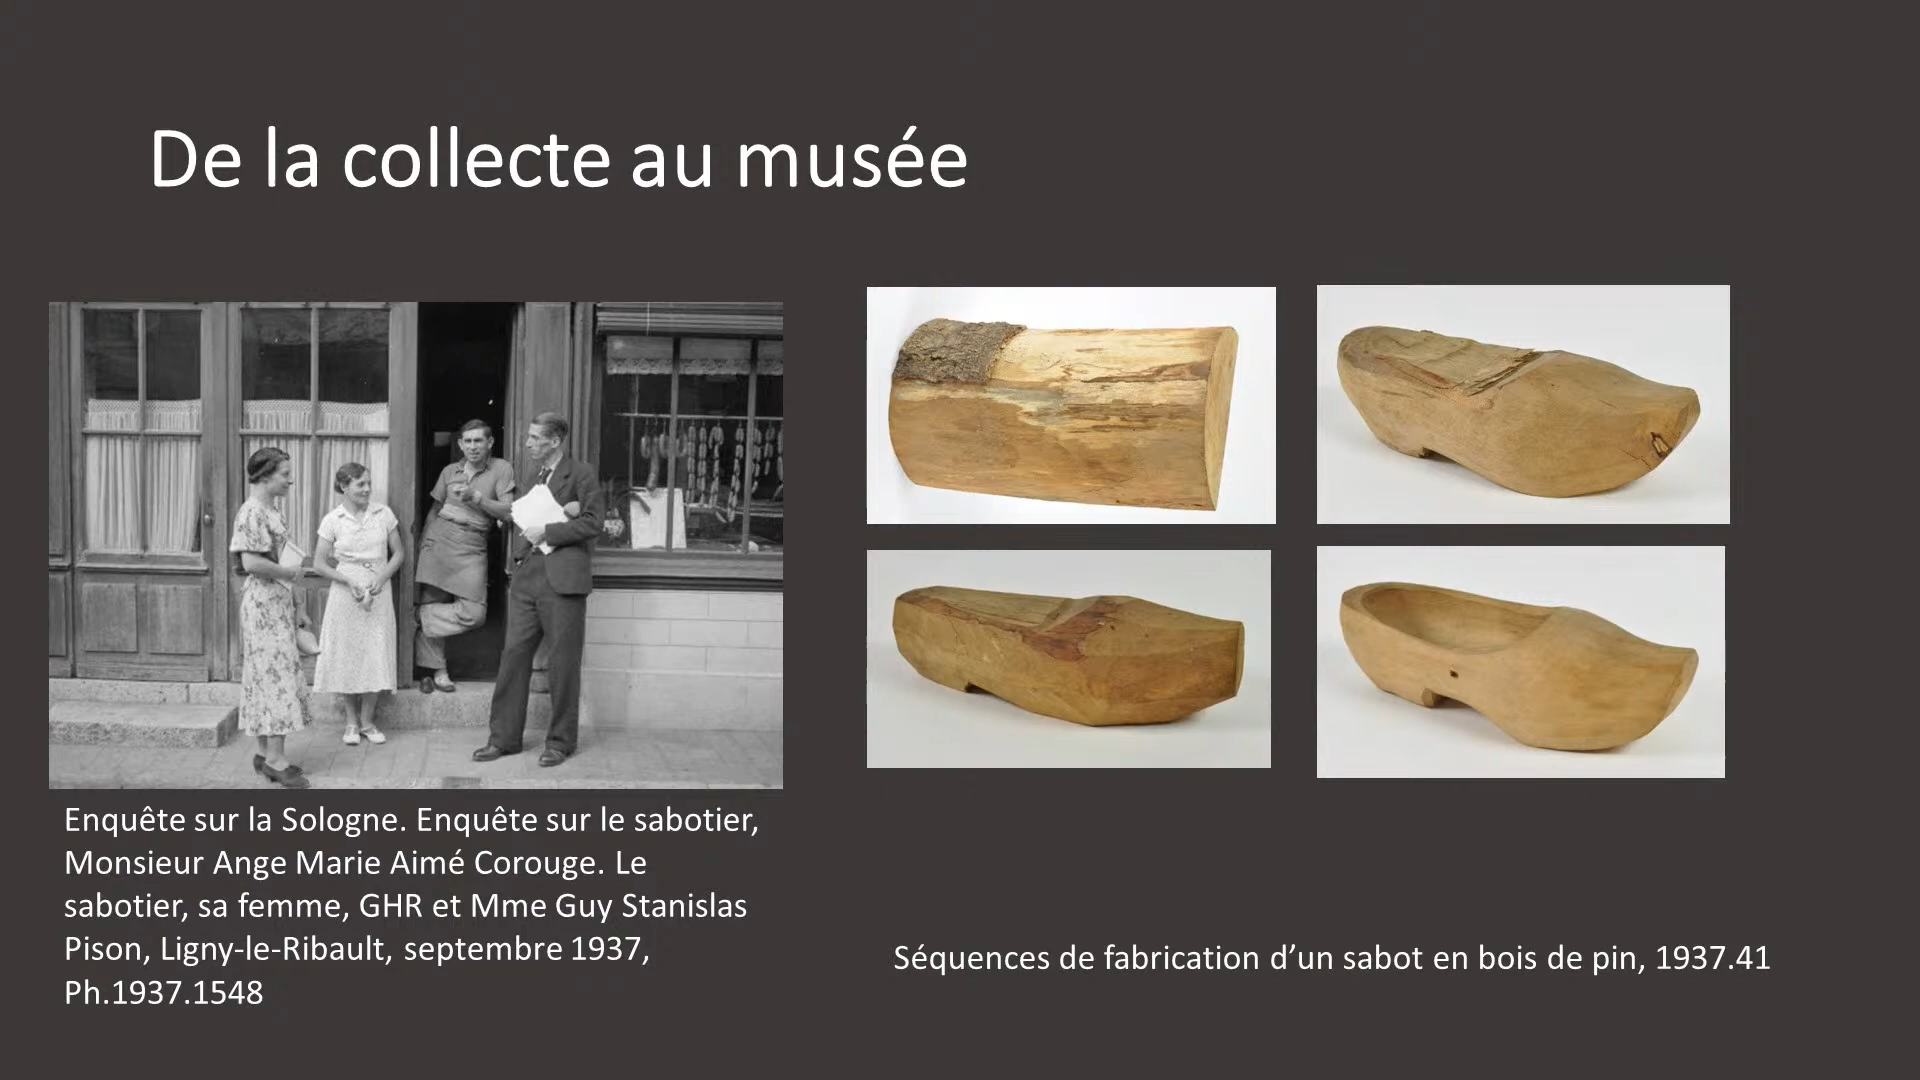 De la collecte au musée
Enquête sur la Sologne. Enquête sur le sabotier,
Monsieur Ange Marie Aimé Corouge. Le
sabotier, sa femme, GHR et Mme Guy Stanislas
Pison, Ligny-le-Ribault, septembre 1937,
Ph.1937.1548
Séquences de fabrication d’un sabot en bois de pin, 1937.41